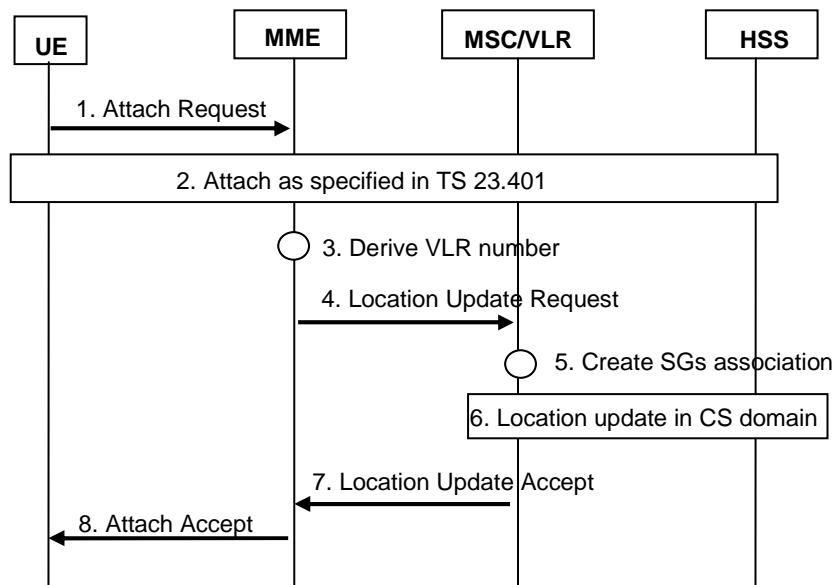 UE
MME
MSC/VLR
HSS
1. Attach Request
2. Attach as specified in TS 23.401
3. Derive VLR number
4. Location Update Request
5. Create SGs association
6. Location update in CS domain
7. Location Update Accept
8. Attach Accept